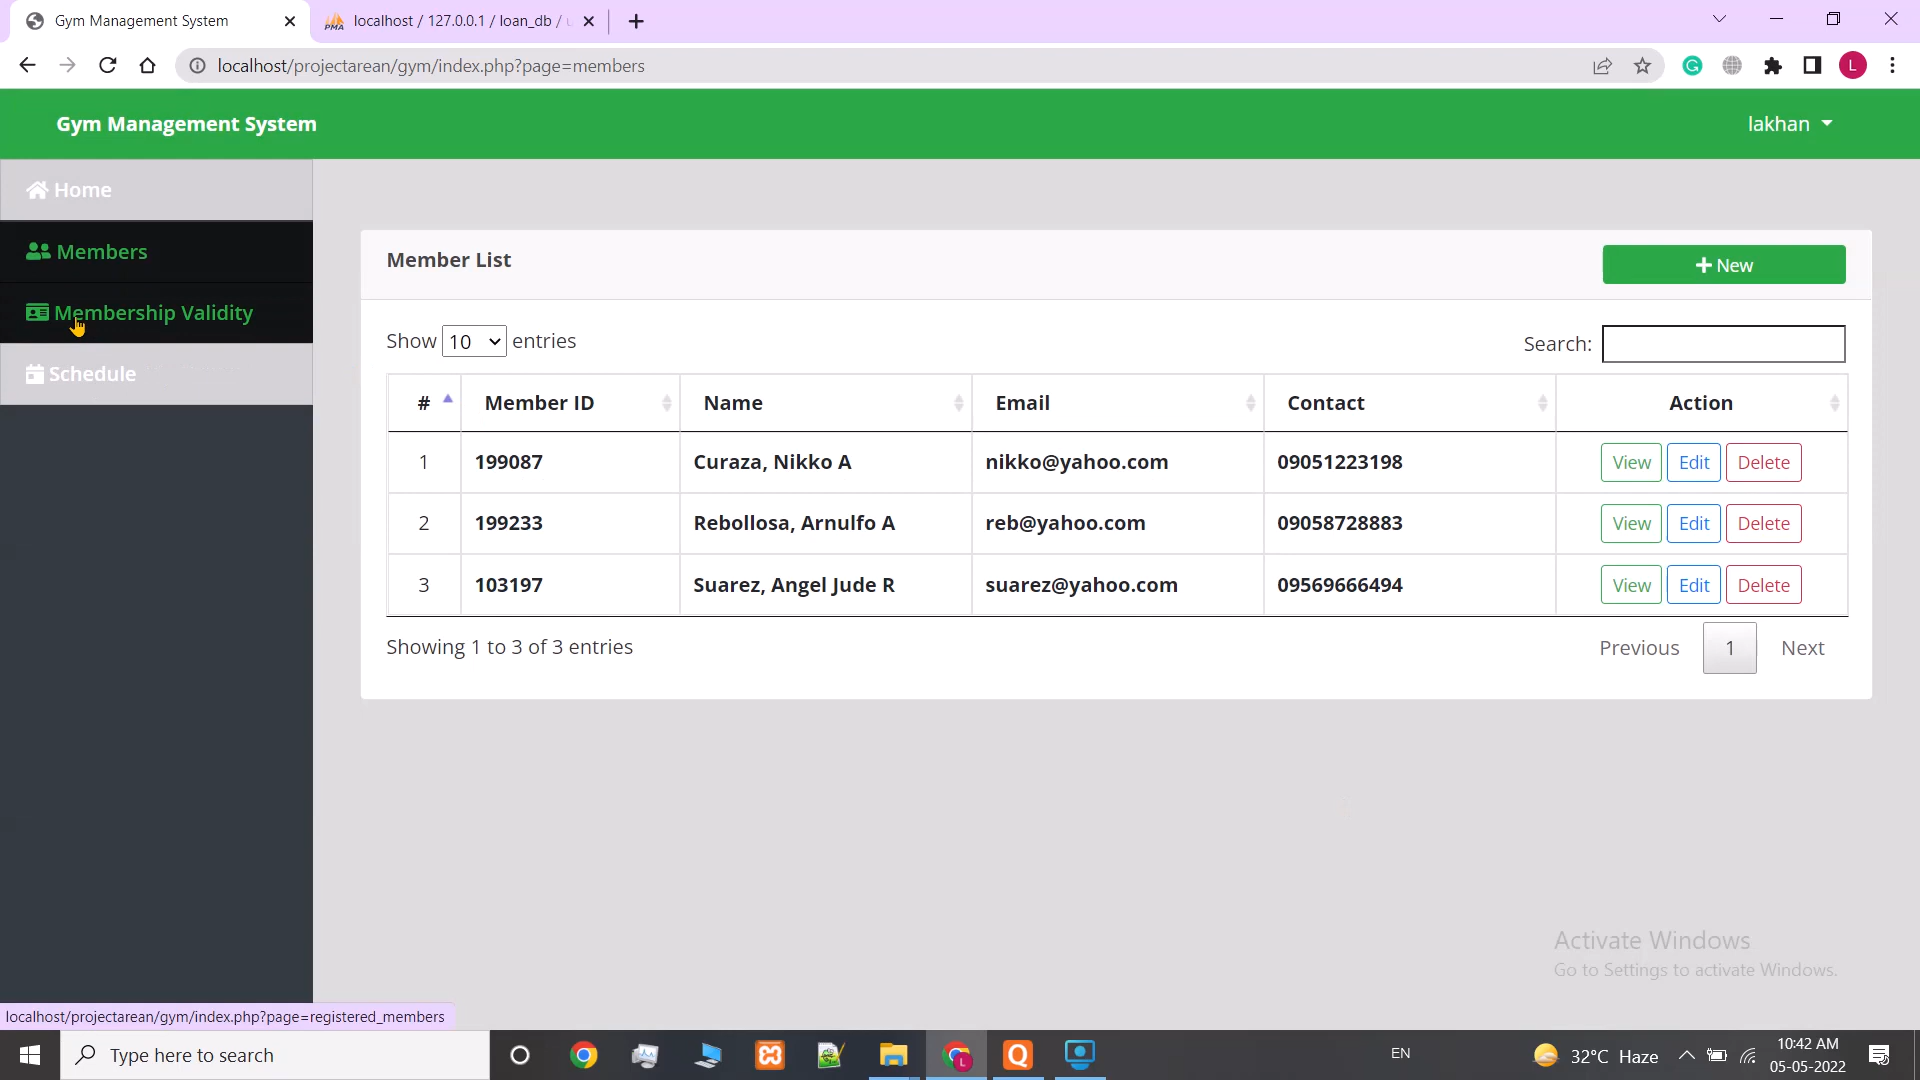 Gym Management System
localhost / 127.0.0.1 / loan_db / u
localhost/projectarean/gym/index.php?page=members
L
Gym Management System
lakhan
Home
Members
Membership Validity
Schedule
Member List
New
Show 10 entries
Search:
# Member ID Name Email Contact Action
1 199087 Curaza, Nikko A nikko@yahoo.com 09051223198 View Edit Delete
2 199233 Rebollosa, Arnulfo A reb@yahoo.com 09058728883 View Edit Delete
3 103197 Suarez, Angel Jude R suarez@yahoo.com 09569666494 View Edit Delete
Showing 1 to 3 of 3 entries
Previous 1 Next
Activate Windows
Go to Settings to activate Windows.
localhost/projectarean/gym/index.php?page=registered_members
Type here to search
EN
32°C Haze
10:42 AM
05-05-2022